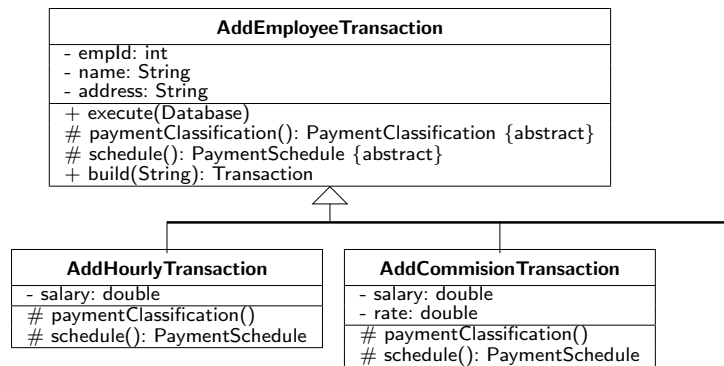 AddEmployeeTransaction
- empId: int
- name: String
- address: String
+ execute(Database)
# paymentClassification(): PaymentClassification {abstract}
# schedule(): PaymentSchedule {abstract}
+ build(String): Transaction
AddHourlyTransaction
- salary: double
# paymentClassification()
# schedule(): PaymentSchedule
AddCommisionTransaction
- salary: double
- rate: double
# paymentClassification()
# schedule(): PaymentSchedule